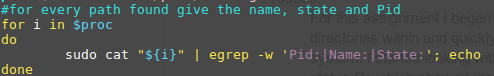 #for every path found give the name, state and Pid
for i in $proc
do
        sudo cat "${i}" | egrep -w 'Pid:|Name:|State:'; echo
done